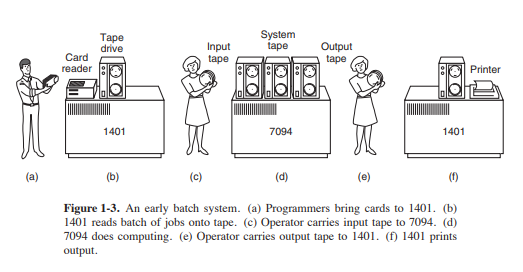 Card
reader
Tape
drive
Input
tape
System
tape
Output
tape
Printer
1401
7094
1401
(a)
(b)
(c)
(d)
(e)
(f)
Figure 1-3. An early batch system. (a) Programmers bring cards to 1401. (b)
1401 reads batch of jobs onto tape. (c) Operator carries input tape to 7094. (d)
7094 does computing. (e) Operator carries output tape to 1401. (f) 1401 prints
output.